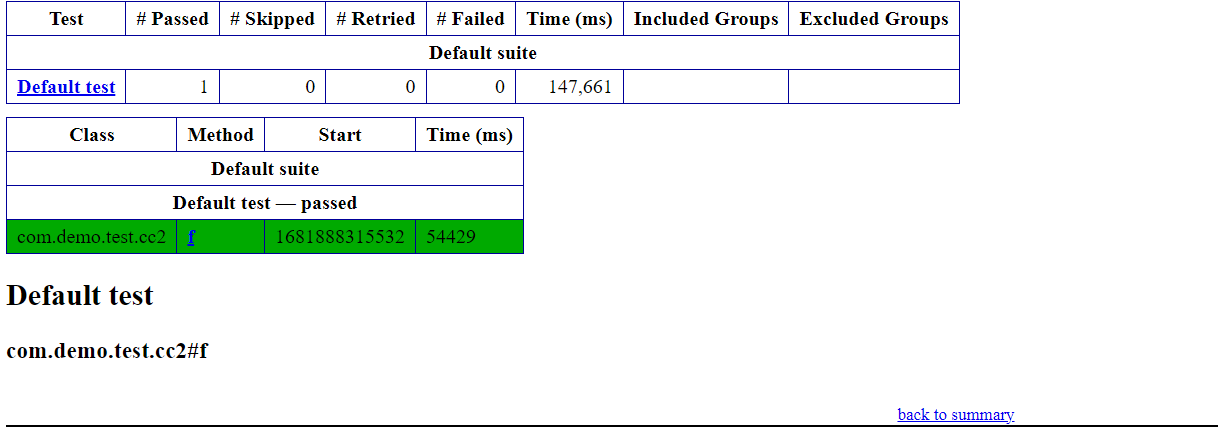 Test # Passed # Skipped # Retried # Failed Time (ms) Included Groups Excluded Groups
Default suite
Default test 1 0 0 0 147,661
Class Method Start Time (ms)
Default suite
Default test — passed
com.demo.test.cc2 f 1681888315532 54429
Default test
com.demo.test.cc2#f
back to summary